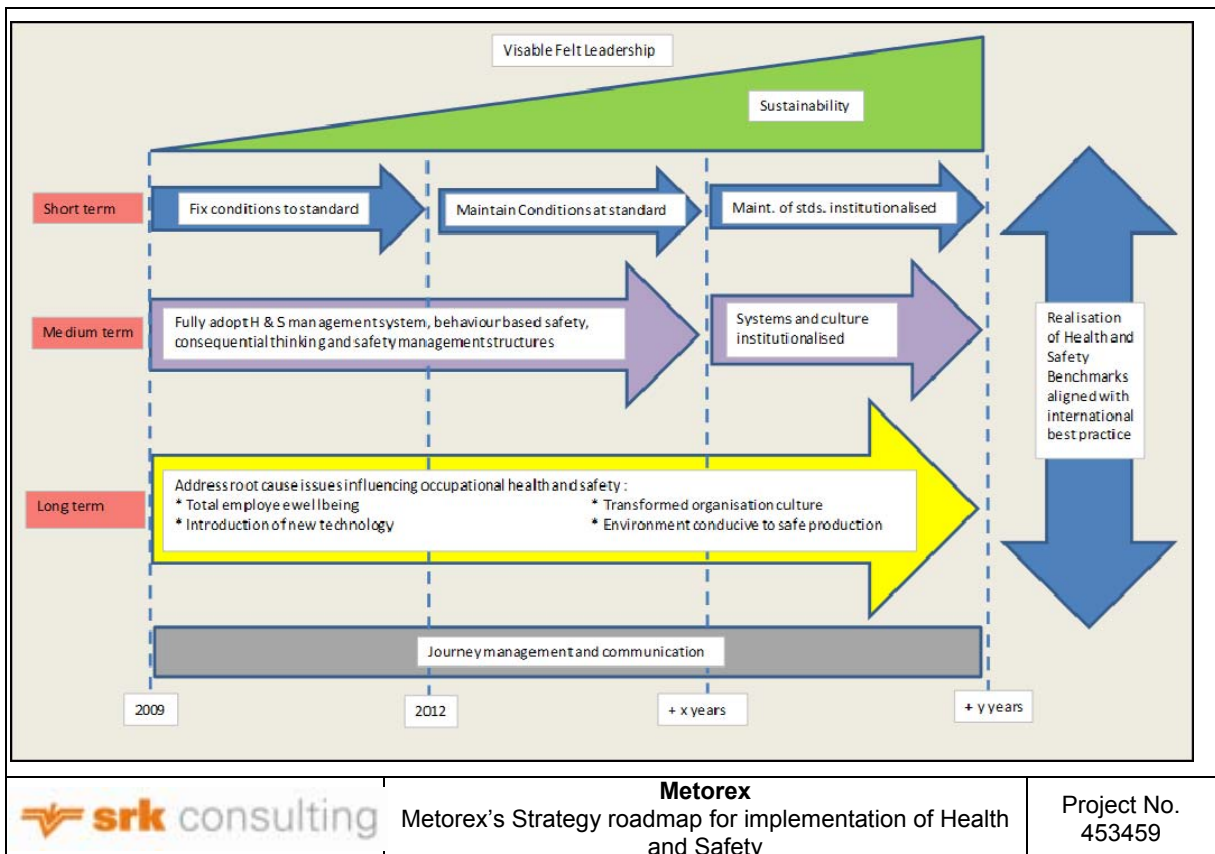 Visable Felt Leadership
Sustainability
Short term
Fix conditions to standard
Maintain Conditions at standard
Maint. of stds. institutionalised
Medium term
Fully adopt H & S management system, behaviour based safety,
consequential thinking and safety management structures
Systems and culture
institutionalised
Realisation
of Health and
Safety
Benchmarks
aligned with
international
best practice
Long term
Address root cause issues influencing occupational health and safety :
* Total employee wellbeing
* Transformed organisation culture
* Introduction of new technology
* Environment conducive to safe production
Journey management and communication
2009
2012
+ x years
+ y years
srk consulting
Metorex
Metorex's Strategy roadmap for implementation of Health
and Safety
Project No.
453459